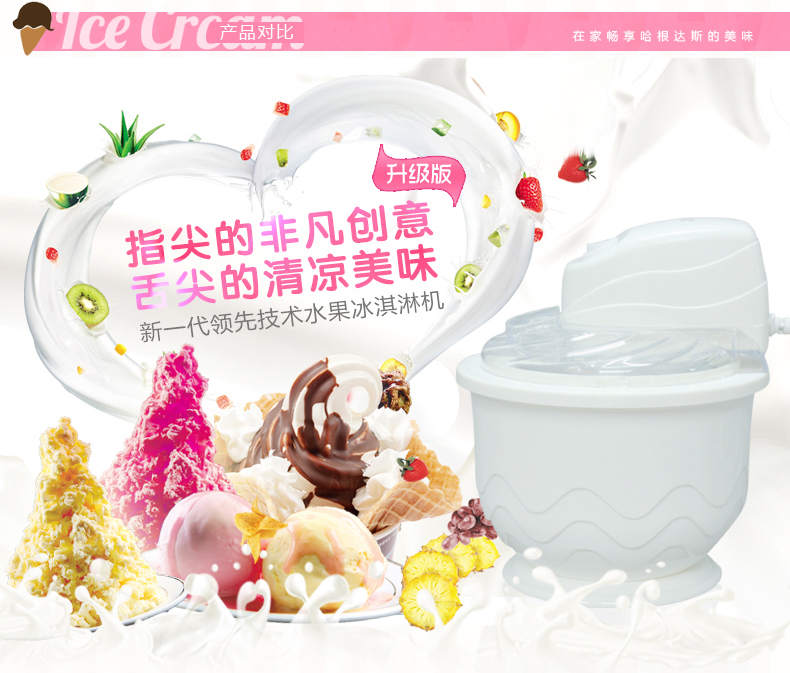 Ice Cream
产品对比
在家畅享哈根达斯的美味
升级版
指尖的非凡创意
舌尖的清凉美味
新一代领先技术水果冰淇淋机